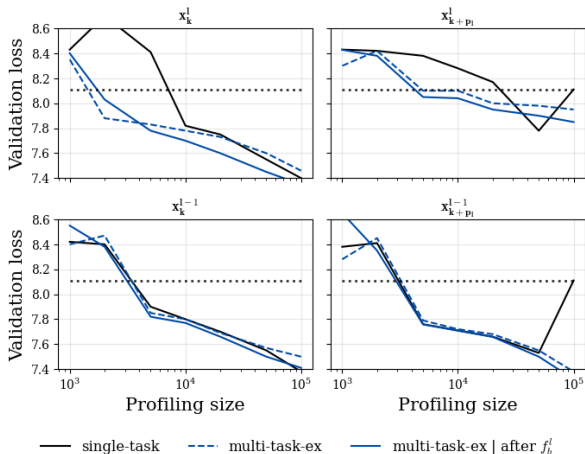 x_k^l
x_{k+p_l}^l
Validation loss
8.6
8.4
8.2
8.0
7.8
7.6
7.4
x_k^{l-1}
x_{k+p_l}^{l-1}
Validation loss
8.6
8.4
8.2
8.0
7.8
7.6
7.4
10^3 10^4 10^5
10^3 10^4 10^5
Profiling size Profiling size
single-task multi-task-ex multi-task-ex | after f_b^l